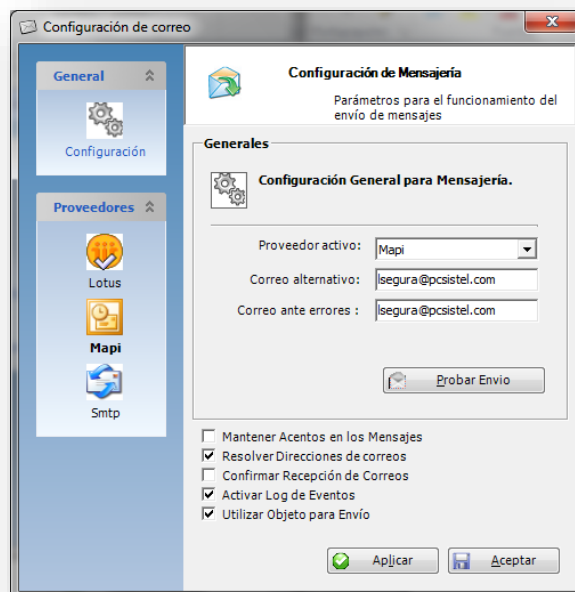 Configuración de correo
General
Configuración
Proveedores
Lotus
Mapi
Smtp
Configuración de Mensajería
Parámetros para el funcionamiento del
envío de mensajes
Generales
Configuración General para Mensajería.
Proveedor activo: Mapi
Correo alternativo: lsegura@pcsistel.com
Correo ante errores : lsegura@pcsistel.com
Probar Envio
Mantener Acentos en los Mensajes
Resolver Direcciones de correos
Confirmar Recepción de Correos
Activar Log de Eventos
Utilizar Objeto para Envío
Aplicar
Aceptar